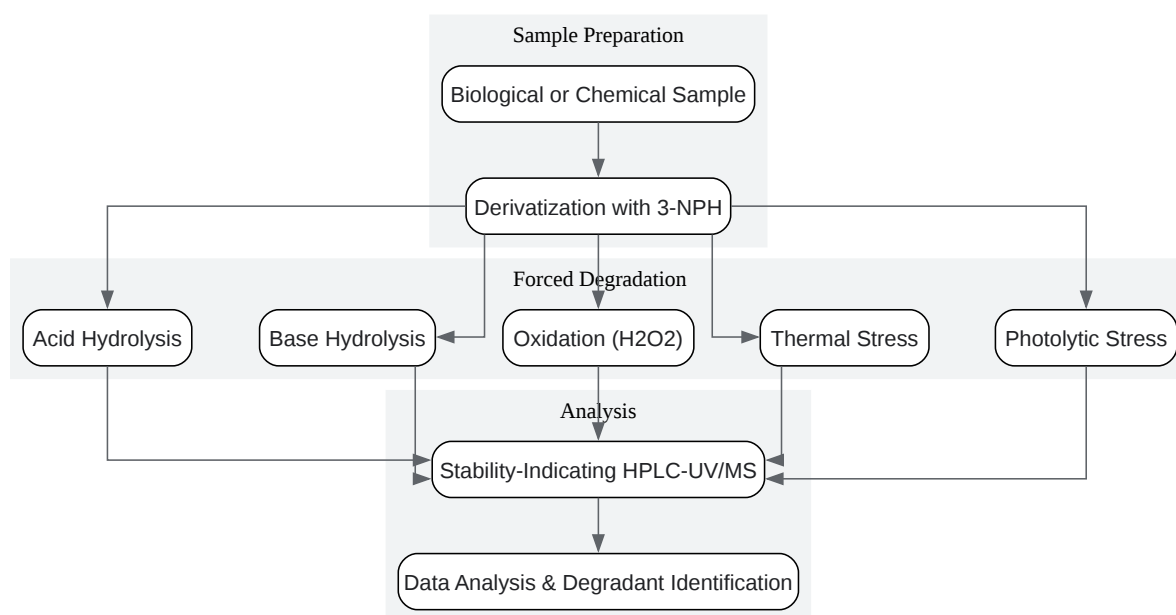 Sample Preparation
Biological or Chemical Sample
Derivatization with 3-NPH
Forced Degradation
Acid Hydrolysis
Base Hydrolysis
Oxidation (H2O2)
Thermal Stress
Photolytic Stress
Analysis
Stability-Indicating HPLC-UV/MS
Data Analysis & Degradant Identification